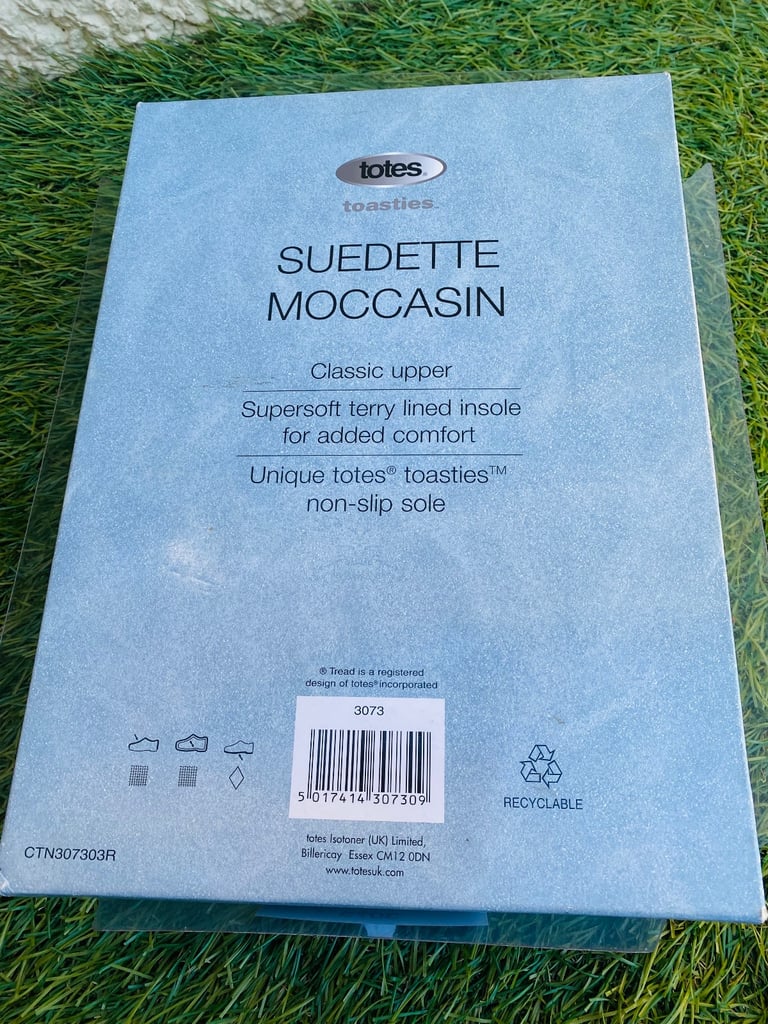 totes®
toasties™
SUEDETTE
MOCCASIN
Classic upper
Supersoft terry lined insole
for added comfort
Unique totes® toasties™
non-slip sole
® Tread is a registered
design of totes® incorporated
3073
5 017414 307309
RECYCLABLE
totes Isotoner (UK) Limited,
Billericay Essex CM12 0DN
www.totesuk.com
CTN307303R